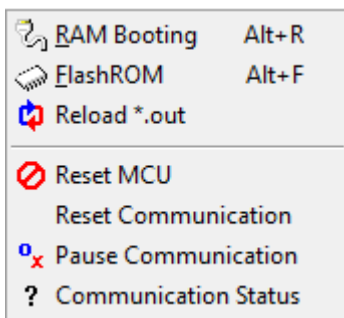 RAM Booting Alt+R
FlashROM Alt+F
Reload *.out
Reset MCU
Reset Communication
Pause Communication
? Communication Status